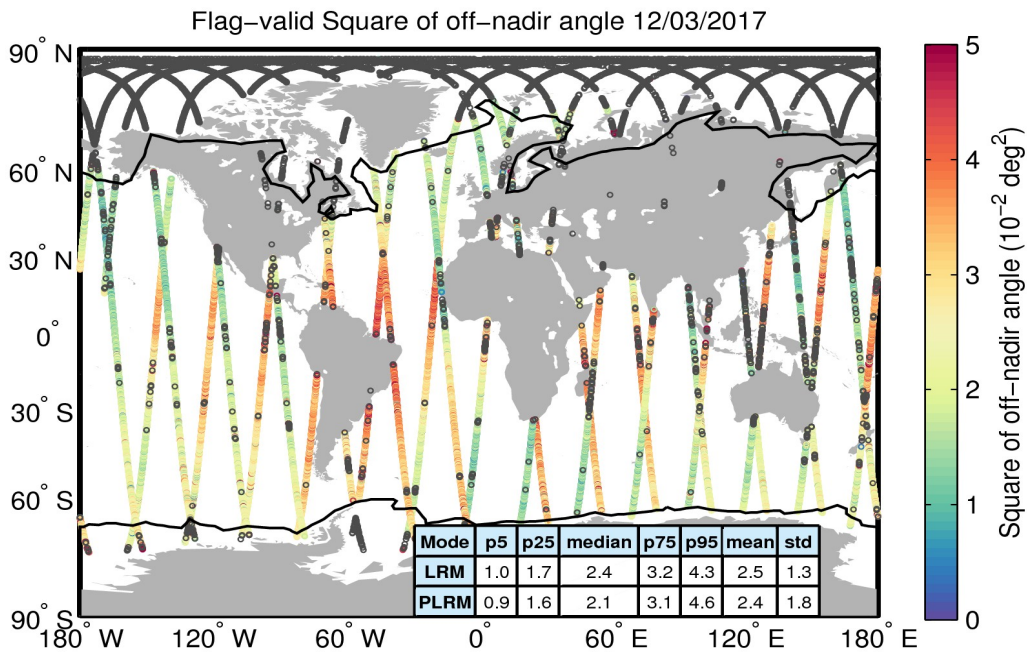 Flag−valid Square of off−nadir angle 12/03/2017
90° N
60° N
30° N
0°
30° S
60° S
90° S
180° W 120° W 60° W 0° 60° E 120° E 180° E
Mode p5 p25 median p75 p95 mean std
LRM 1.0 1.7 2.4 3.2 4.3 2.5 1.3
PLRM 0.9 1.6 2.1 3.1 4.6 2.4 1.8
5
4
3
2
1
0
Square of off−nadir angle (10⁻² deg²)